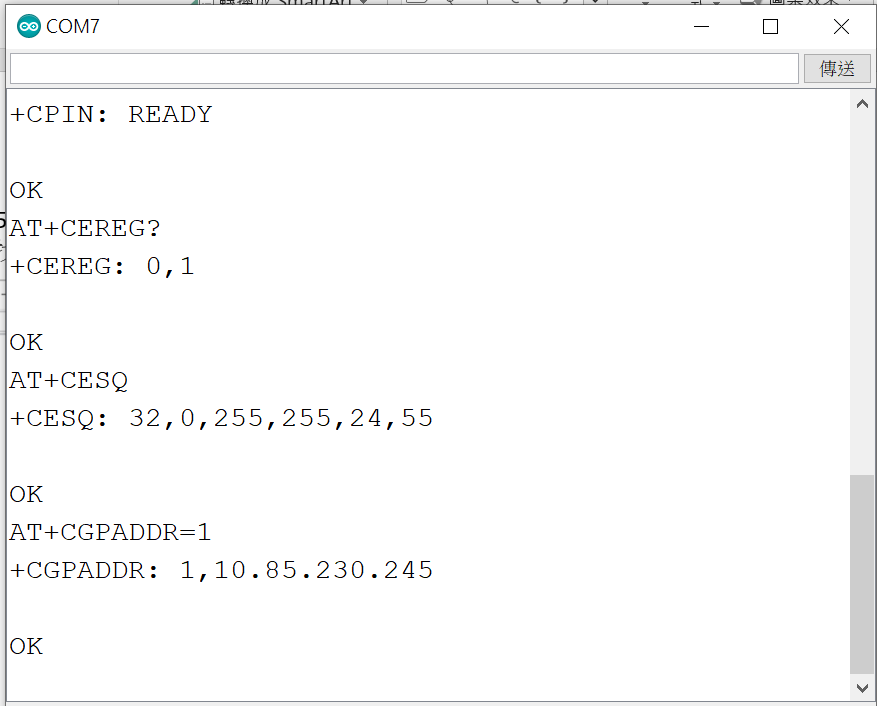 COM7
傳送
+CPIN: READY
OK
AT+CEREG?
+CEREG: 0,1
OK
AT+CESQ
+CESQ: 32,0,255,255,24,55
OK
AT+CGPADDR=1
+CGPADDR: 1,10.85.230.245
OK